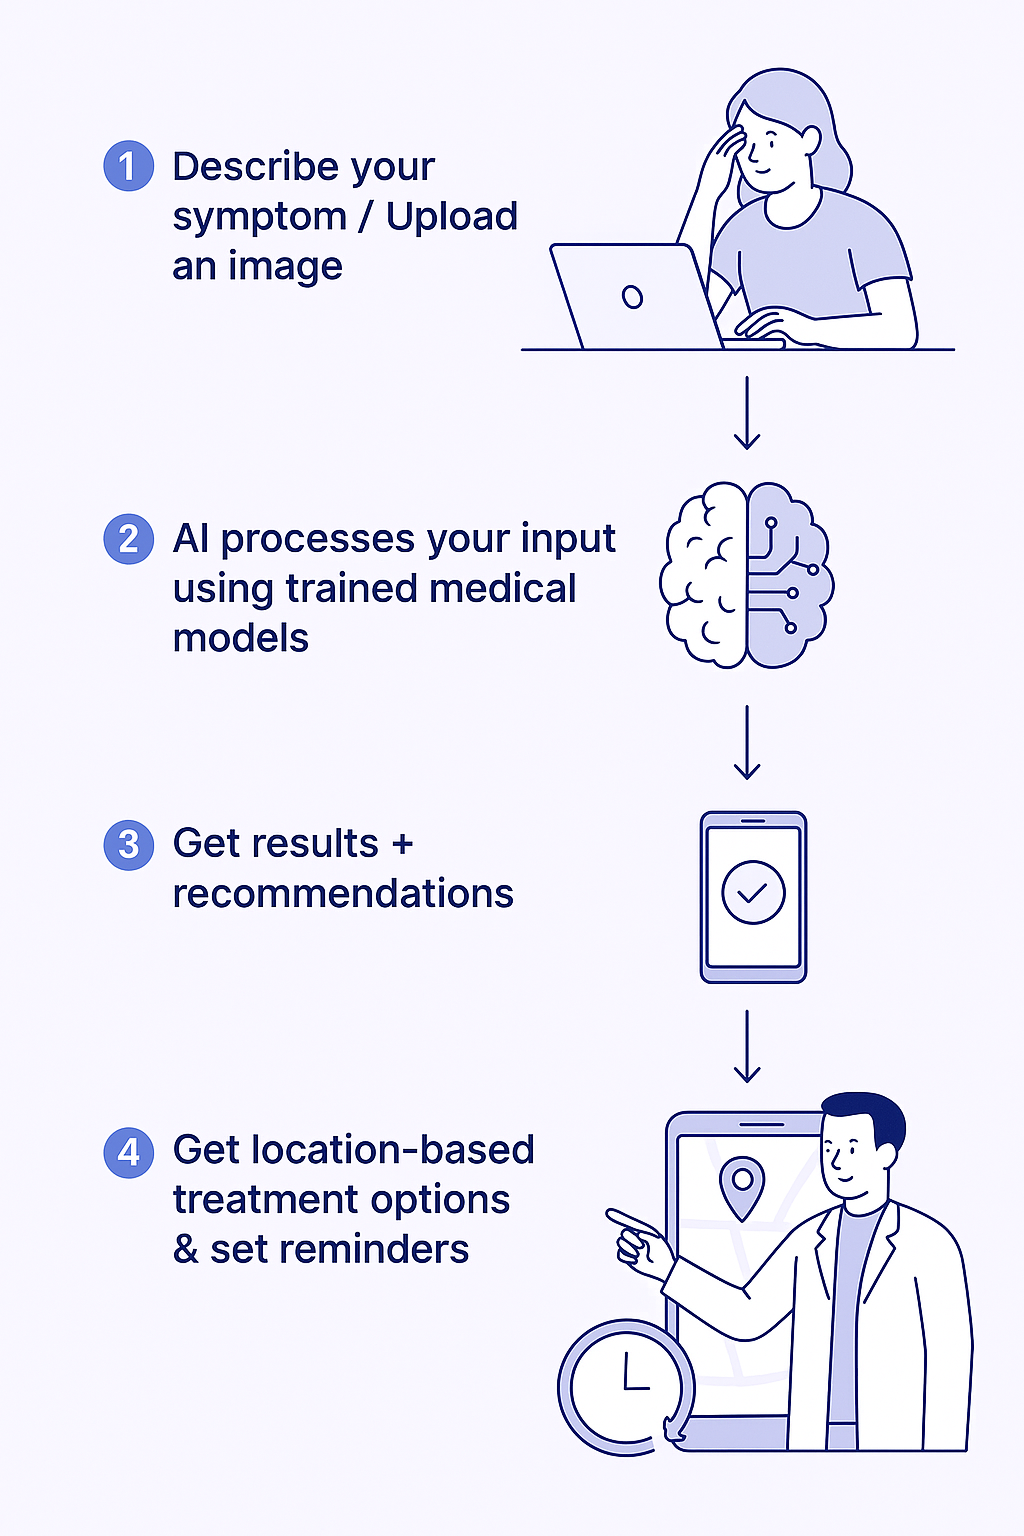 1 Describe your
symptom / Upload
an image
2 AI processes your input
using trained medical
models
3 Get results +
recommendations
4 Get location-based
treatment options
& set reminders